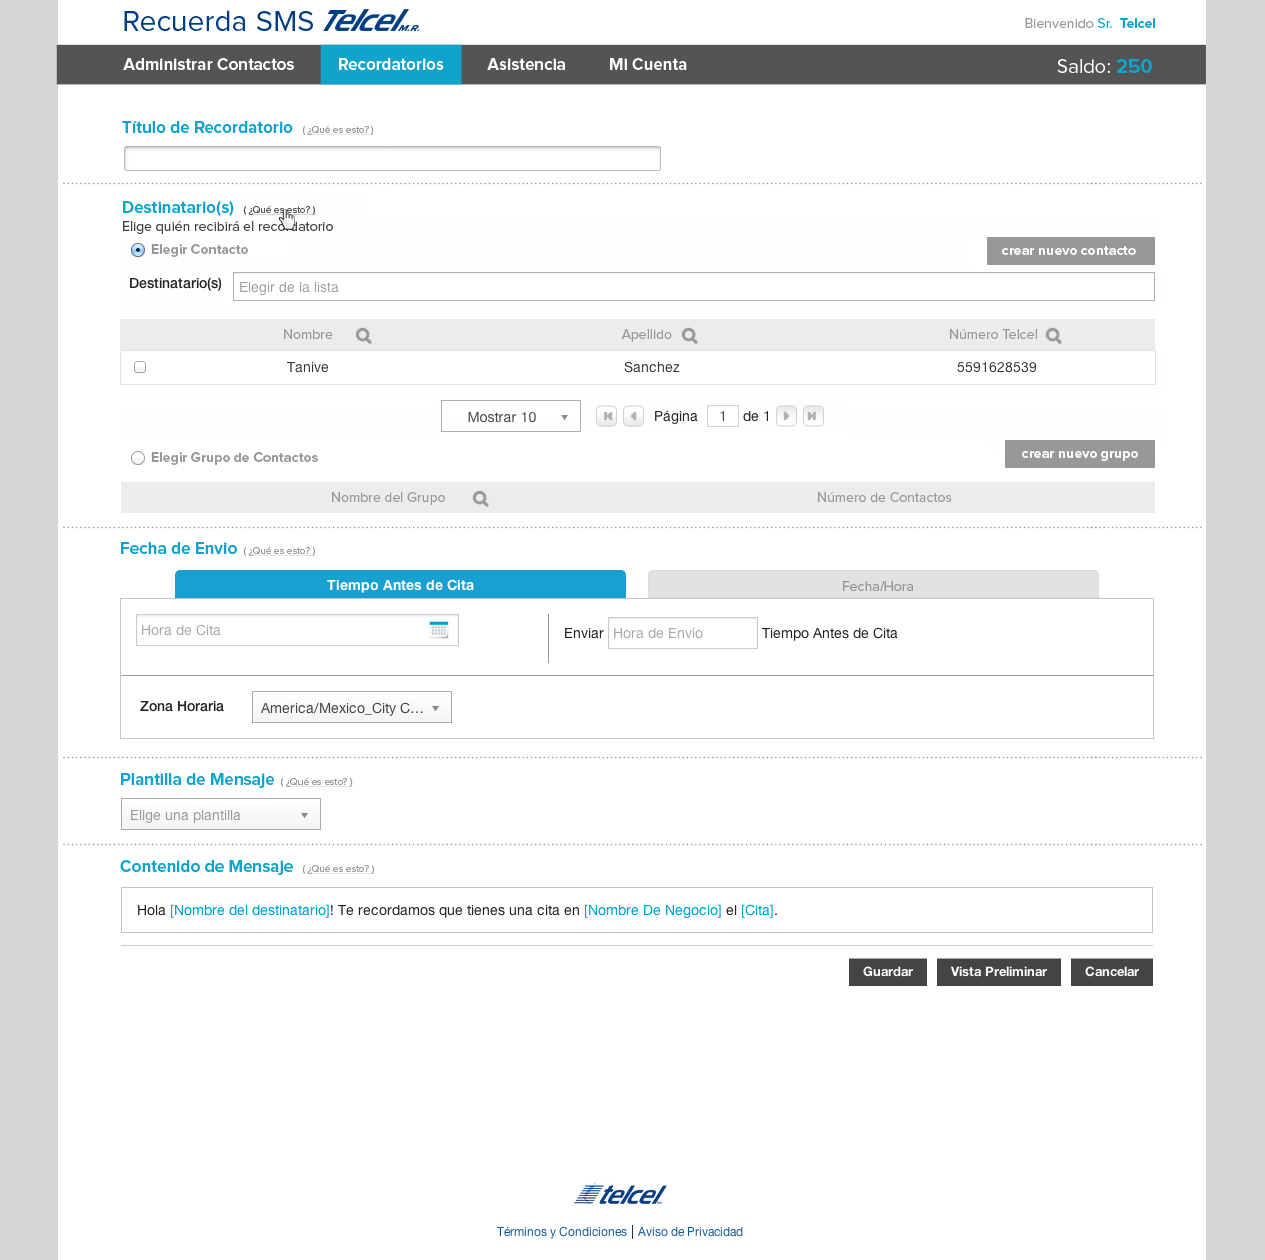 Recuerda SMS Telcel M.R.
Bienvenido Sr. Telcel
Administrar Contactos Recordatorios Asistencia Mi Cuenta Saldo: 250
Título de Recordatorio ( ¿Qué es esto? )
Destinatario(s) ( ¿Qué es esto? )
Elige quién recibirá el recordatorio
Elegir Contacto crear nuevo contacto
Destinatario(s) Elegir de la lista
Nombre Apellido Número Telcel
Tanive Sanchez 5591628539
Mostrar 10 Página 1 de 1
Elegir Grupo de Contactos crear nuevo grupo
Nombre del Grupo Número de Contactos
Fecha de Envio ( ¿Qué es esto? )
Tiempo Antes de Cita Fecha/Hora
Hora de Cita Enviar Hora de Envío Tiempo Antes de Cita
Zona Horaria America/Mexico_City C...
Plantilla de Mensaje ( ¿Qué es esto? )
Elige una plantilla
Contenido de Mensaje ( ¿Qué es esto? )
Hola [Nombre del destinatario]! Te recordamos que tienes una cita en [Nombre De Negocio] el [Cita].
Guardar Vista Preliminar Cancelar
telcel
Términos y Condiciones | Aviso de Privacidad